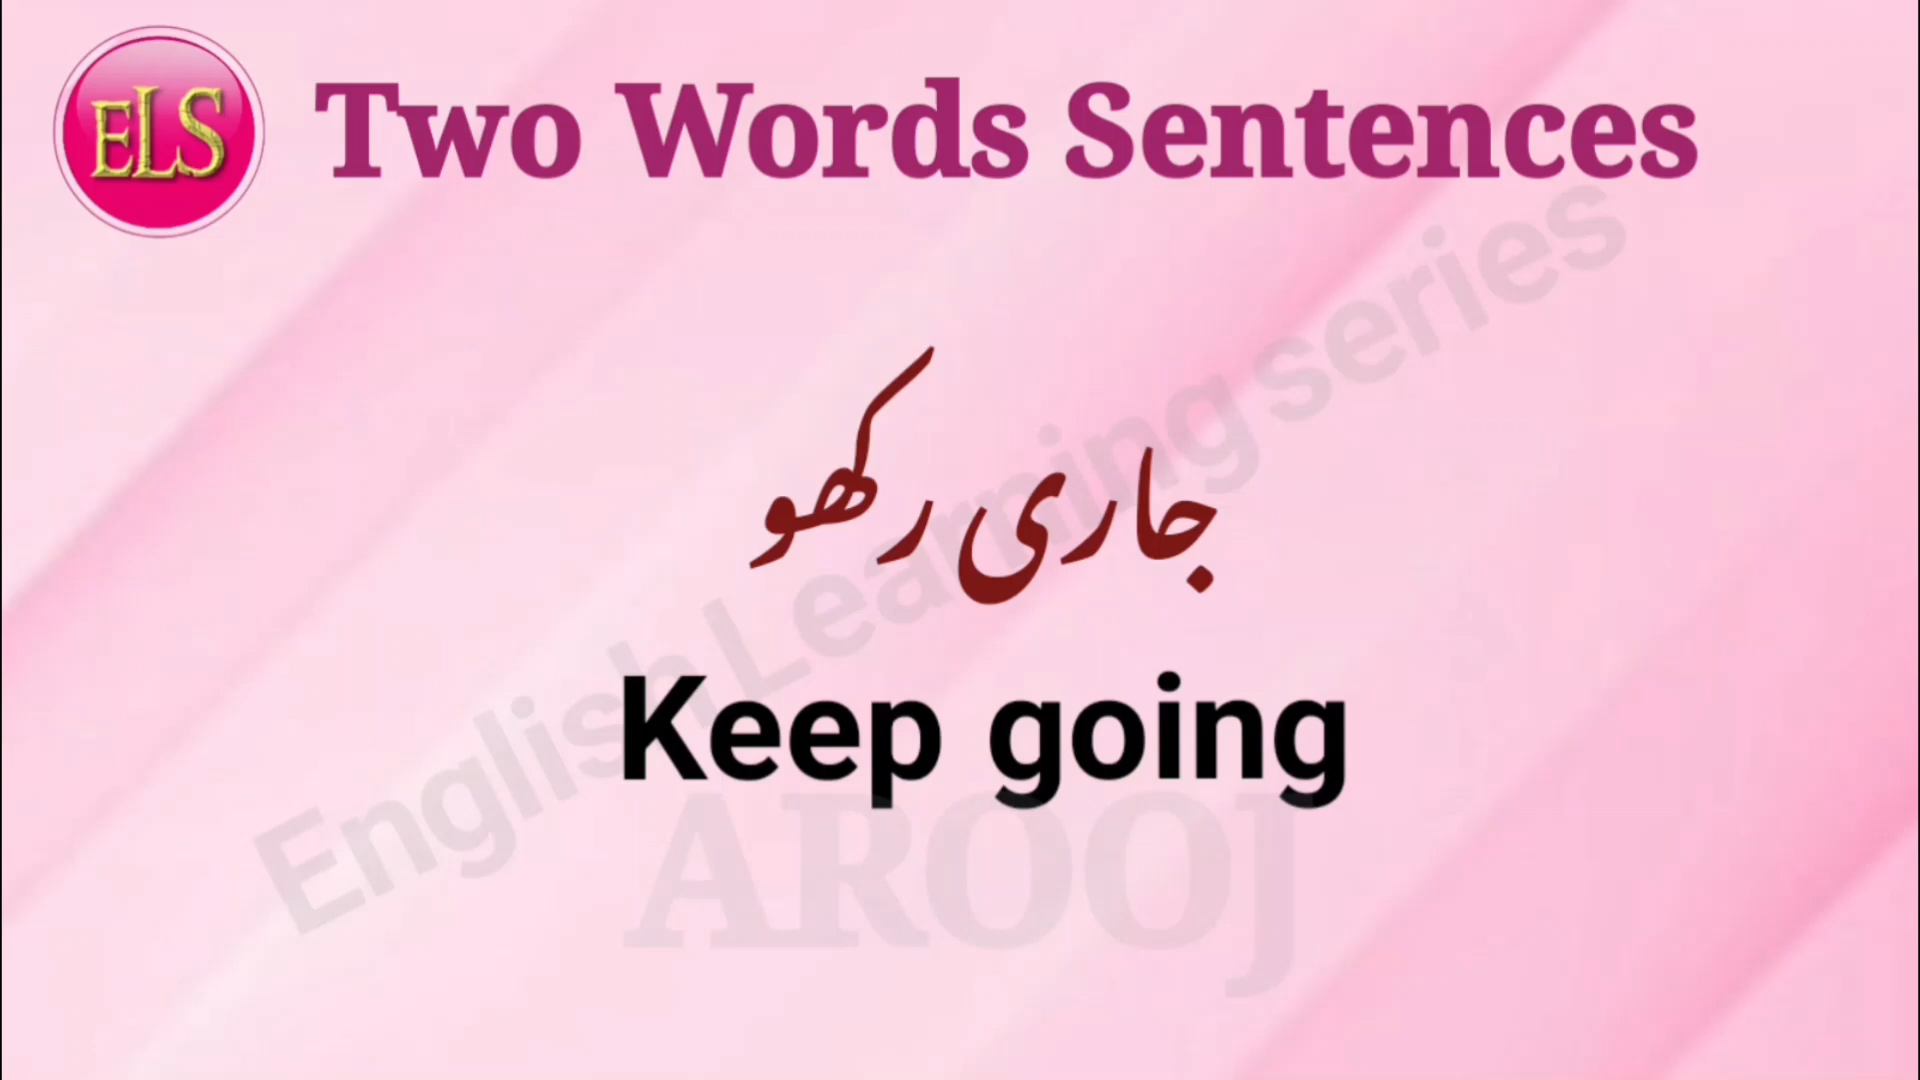 ELS
Two Words Sentences
جاری رکھو
Keep going
English Learning series
AROOJ